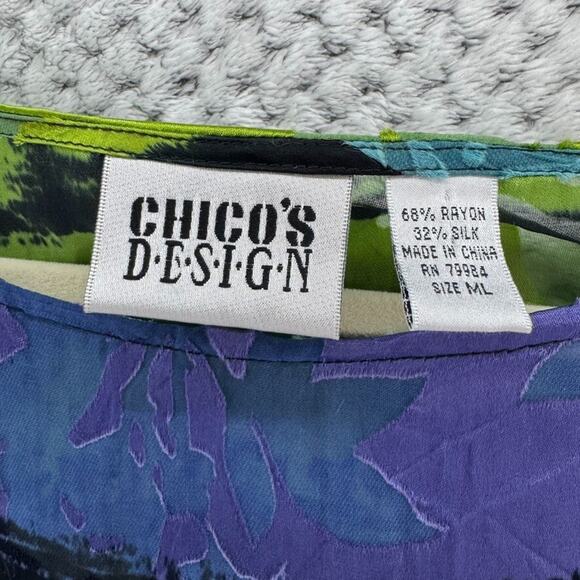 CHICO'S
D·E·S·I·G·N
68% RAYON
32% SILK
MADE IN CHINA
RN 79984
SIZE ML